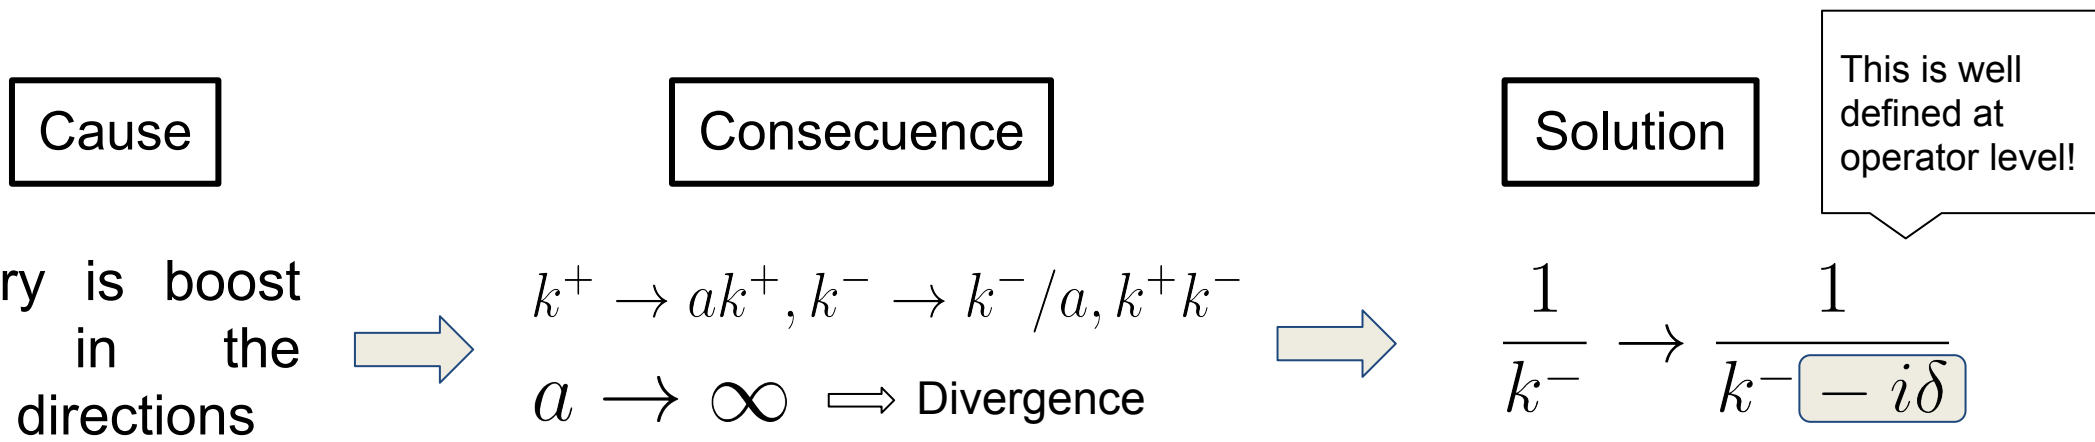 Cause
Consecuence
Solution
This is well
defined at
operator level!
ry is boost
in the
directions
k⁺ → ak⁺, k⁻ → k⁻/a, k⁺k⁻
a → ∞ ⟹ Divergence
1/k⁻ → 1/(k⁻ − iδ)